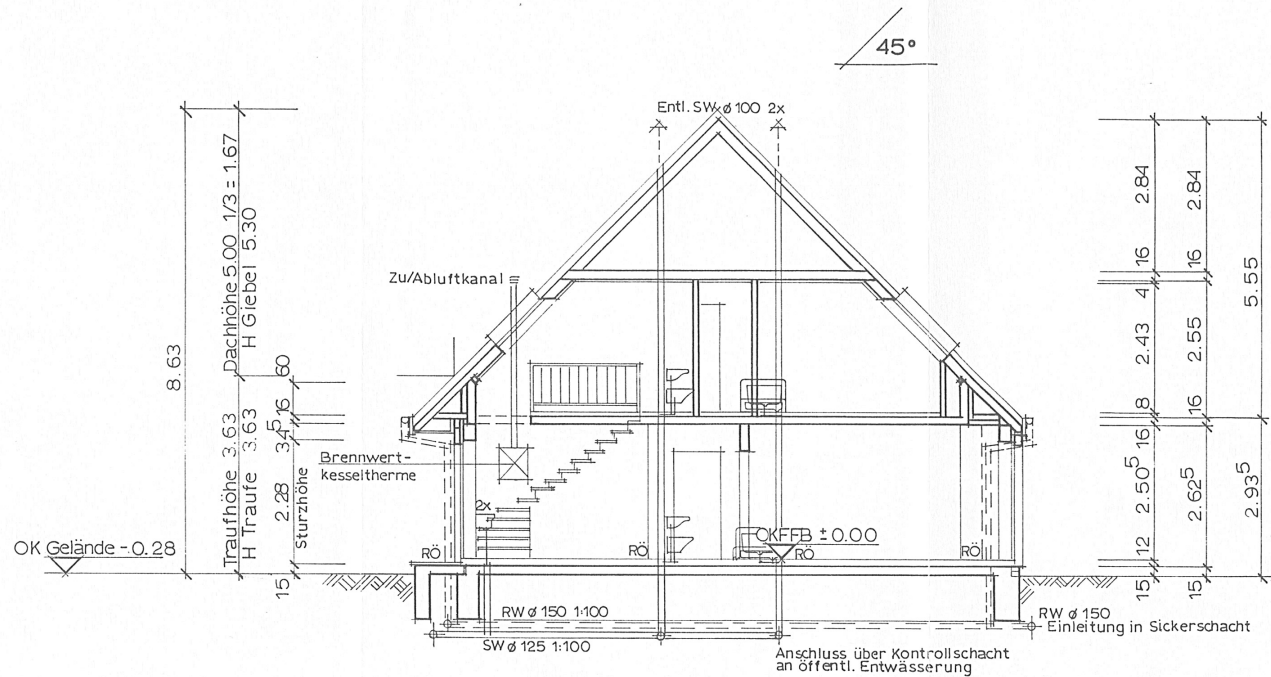 45°
Entl. SW ø 100 2x
Dachhöhe 5.00 1/3 = 1.67
H Giebel 5.30
8.63
Traufhöhe 3.63
H Traufe 3.63
60
16
34⁵
2.28
Sturzhöhe
15
Zu/Abluftkanal
Brennwert-
kesseltherme
2x
OK Gelände -0.28
RÖ
RÖ
OKFFB ±0.00
RÖ
RÖ
RW ø 150 1:100
SW ø 125 1:100
RW ø 150
Einleitung in Sickerschacht
Anschluss über Kontrollschacht
an öffentl. Entwässerung
2.84
16
4
2.43
8
16
2.50⁵
12
15
2.84
16
2.55
16
2.62⁵
15
5.55
2.93⁵